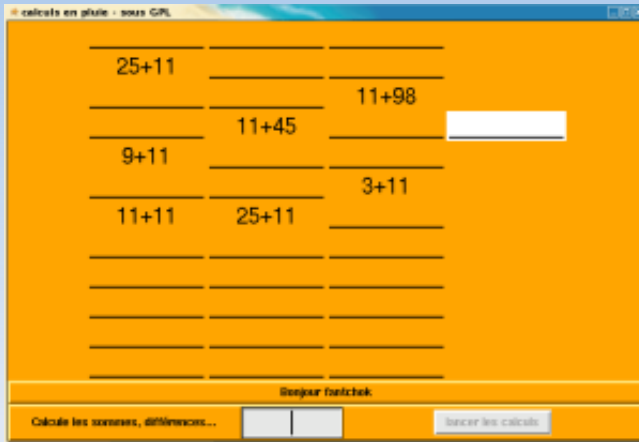 calculs en pluie - sous GPL
25+11
11+98
11+45
9+11
3+11
11+11 25+11
Bonjour fantchok
Calcule les sommes, différences...
lancer les calculs